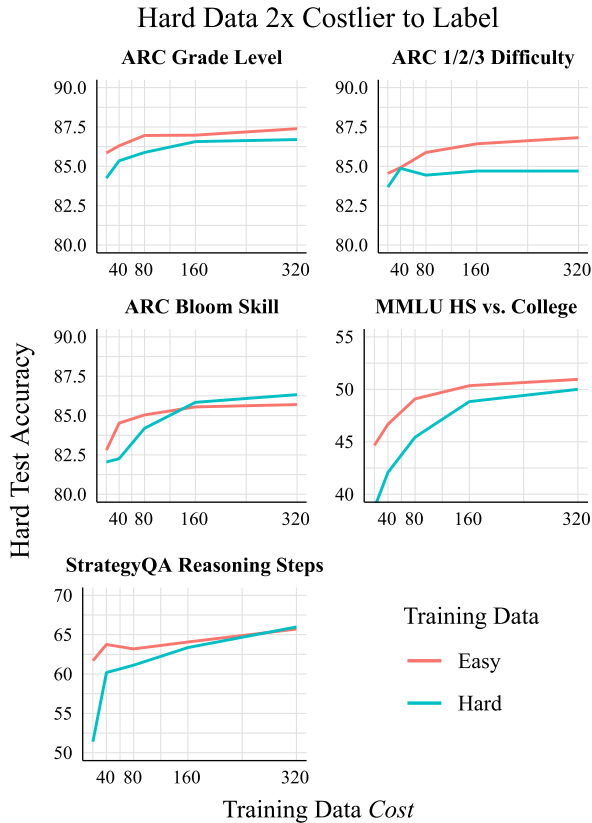 Hard Data 2x Costlier to Label
ARC Grade Level
90.0
87.5
85.0
82.5
80.0
40 80 160 320
ARC 1/2/3 Difficulty
90.0
87.5
85.0
82.5
80.0
40 80 160 320
ARC Bloom Skill
90.0
87.5
85.0
82.5
80.0
40 80 160 320
MMLU HS vs. College
55
50
45
40
40 80 160 320
StrategyQA Reasoning Steps
70
65
60
55
50
40 80 160 320
Hard Test Accuracy
Training Data Cost
Training Data
Easy
Hard